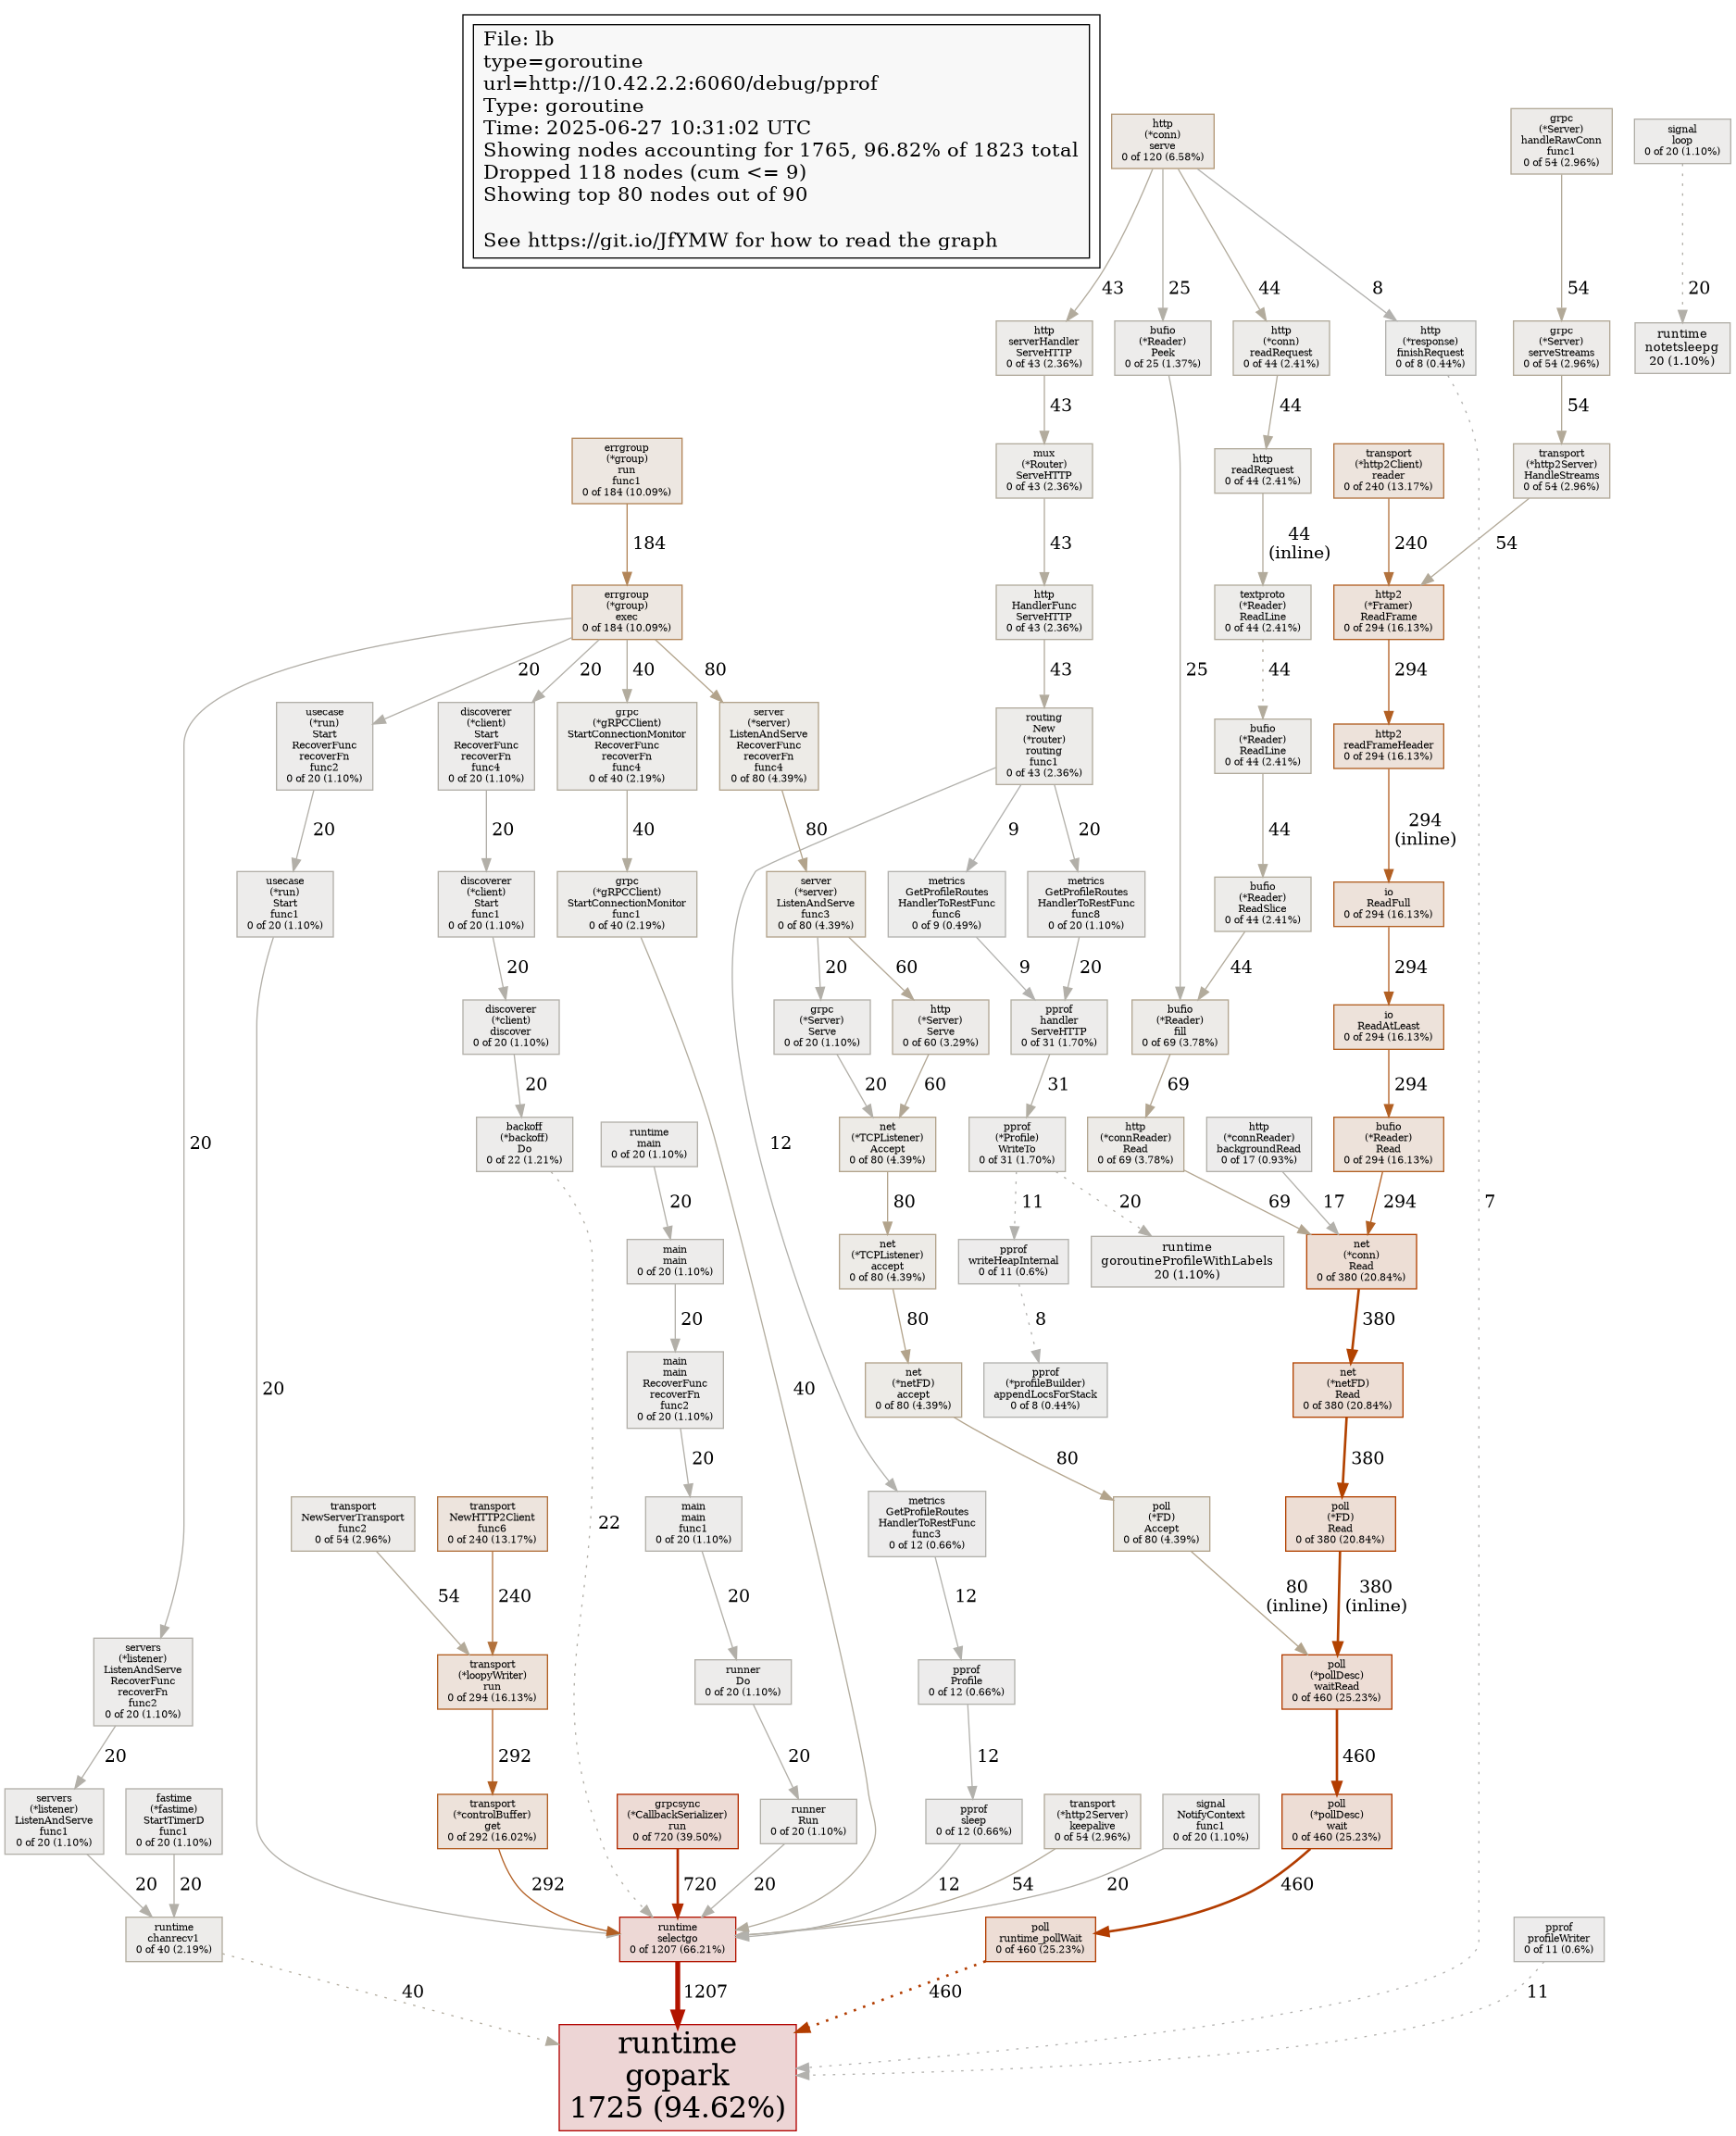 File: lb
type=goroutine
url=http://10.42.2.2:6060/debug/pprof
Type: goroutine
Time: 2025-06-27 10:31:02 UTC
Showing nodes accounting for 1765, 96.82% of 1823 total
Dropped 118 nodes (cum <= 9)
Showing top 80 nodes out of 90
See https://git.io/JfYMW for how to read the graph
http
(*conn)
serve
0 of 120 (6.58%)
grpc
(*Server)
handleRawConn
func1
0 of 54 (2.96%)
signal
loop
0 of 20 (1.10%)
43
25
44
8
54
20
http
serverHandler
ServeHTTP
0 of 43 (2.36%)
bufio
(*Reader)
Peek
0 of 25 (1.37%)
http
(*conn)
readRequest
0 of 44 (2.41%)
http
(*response)
finishRequest
0 of 8 (0.44%)
grpc
(*Server)
serveStreams
0 of 54 (2.96%)
runtime
notetsleepg
20 (1.10%)
43
44
54
errgroup
(*group)
run
func1
0 of 184 (10.09%)
mux
(*Router)
ServeHTTP
0 of 43 (2.36%)
http
readRequest
0 of 44 (2.41%)
transport
(*http2Client)
reader
0 of 240 (13.17%)
transport
(*http2Server)
HandleStreams
0 of 54 (2.96%)
184
43
44
(inline)
240
54
errgroup
(*group)
exec
0 of 184 (10.09%)
http
HandlerFunc
ServeHTTP
0 of 43 (2.36%)
textproto
(*Reader)
ReadLine
0 of 44 (2.41%)
http2
(*Framer)
ReadFrame
0 of 294 (16.13%)
20
20
40
80
43
25
44
294
usecase
(*run)
Start
RecoverFunc
recoverFn
func2
0 of 20 (1.10%)
discoverer
(*client)
Start
RecoverFunc
recoverFn
func4
0 of 20 (1.10%)
grpc
(*gRPCClient)
StartConnectionMonitor
RecoverFunc
recoverFn
func4
0 of 40 (2.19%)
server
(*server)
ListenAndServe
RecoverFunc
recoverFn
func4
0 of 80 (4.39%)
routing
New
(*router)
routing
func1
0 of 43 (2.36%)
bufio
(*Reader)
ReadLine
0 of 44 (2.41%)
http2
readFrameHeader
0 of 294 (16.13%)
20
20
40
80
9
20
44
294
(inline)
usecase
(*run)
Start
func1
0 of 20 (1.10%)
discoverer
(*client)
Start
func1
0 of 20 (1.10%)
grpc
(*gRPCClient)
StartConnectionMonitor
func1
0 of 40 (2.19%)
server
(*server)
ListenAndServe
func3
0 of 80 (4.39%)
metrics
GetProfileRoutes
HandlerToRestFunc
func6
0 of 9 (0.49%)
metrics
GetProfileRoutes
HandlerToRestFunc
func8
0 of 20 (1.10%)
bufio
(*Reader)
ReadSlice
0 of 44 (2.41%)
io
ReadFull
0 of 294 (16.13%)
20
20
60
9
20
44
294
discoverer
(*client)
discover
0 of 20 (1.10%)
grpc
(*Server)
Serve
0 of 20 (1.10%)
http
(*Server)
Serve
0 of 60 (3.29%)
pprof
handler
ServeHTTP
0 of 31 (1.70%)
bufio
(*Reader)
fill
0 of 69 (3.78%)
io
ReadAtLeast
0 of 294 (16.13%)
20
20
60
31
69
294
20
12
backoff
(*backoff)
Do
0 of 22 (1.21%)
runtime
main
0 of 20 (1.10%)
net
(*TCPListener)
Accept
0 of 80 (4.39%)
pprof
(*Profile)
WriteTo
0 of 31 (1.70%)
http
(*connReader)
Read
0 of 69 (3.78%)
http
(*connReader)
backgroundRead
0 of 17 (0.93%)
bufio
(*Reader)
Read
0 of 294 (16.13%)
20
80
11
20
69
17
294
7
main
main
0 of 20 (1.10%)
net
(*TCPListener)
accept
0 of 80 (4.39%)
pprof
writeHeapInternal
0 of 11 (0.6%)
runtime
goroutineProfileWithLabels
20 (1.10%)
net
(*conn)
Read
0 of 380 (20.84%)
20
80
8
380
20
40
main
main
RecoverFunc
recoverFn
func2
0 of 20 (1.10%)
net
(*netFD)
accept
0 of 80 (4.39%)
pprof
(*profileBuilder)
appendLocsForStack
0 of 8 (0.44%)
net
(*netFD)
Read
0 of 380 (20.84%)
20
80
380
22
transport
NewServerTransport
func2
0 of 54 (2.96%)
transport
NewHTTP2Client
func6
0 of 240 (13.17%)
main
main
func1
0 of 20 (1.10%)
metrics
GetProfileRoutes
HandlerToRestFunc
func3
0 of 12 (0.66%)
poll
(*FD)
Accept
0 of 80 (4.39%)
poll
(*FD)
Read
0 of 380 (20.84%)
54
240
20
12
80
(inline)
380
(inline)
servers
(*listener)
ListenAndServe
RecoverFunc
recoverFn
func2
0 of 20 (1.10%)
transport
(*loopyWriter)
run
0 of 294 (16.13%)
runner
Do
0 of 20 (1.10%)
pprof
Profile
0 of 12 (0.66%)
poll
(*pollDesc)
waitRead
0 of 460 (25.23%)
20
292
20
12
460
servers
(*listener)
ListenAndServe
func1
0 of 20 (1.10%)
fastime
(*fastime)
StartTimerD
func1
0 of 20 (1.10%)
transport
(*controlBuffer)
get
0 of 292 (16.02%)
grpcsync
(*CallbackSerializer)
run
0 of 720 (39.50%)
runner
Run
0 of 20 (1.10%)
pprof
sleep
0 of 12 (0.66%)
transport
(*http2Server)
keepalive
0 of 54 (2.96%)
signal
NotifyContext
func1
0 of 20 (1.10%)
poll
(*pollDesc)
wait
0 of 460 (25.23%)
20
20
292
720
20
12
54
20
460
runtime
chanrecv1
0 of 40 (2.19%)
runtime
selectgo
0 of 1207 (66.21%)
poll
runtime_pollWait
0 of 460 (25.23%)
pprof
profileWriter
0 of 11 (0.6%)
40
1207
460
11
runtime
gopark
1725 (94.62%)